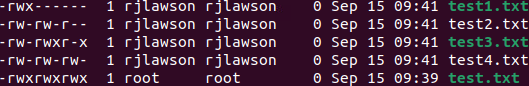 -rwx------ 1 rjlawson rjlawson 0 Sep 15 09:41 test1.txt
-rw-rw-r-- 1 rjlawson rjlawson 0 Sep 15 09:41 test2.txt
-rw-rwxr-x 1 rjlawson rjlawson 0 Sep 15 09:41 test3.txt
-rw-rw-rw- 1 rjlawson rjlawson 0 Sep 15 09:41 test4.txt
-rwxrwxrwx 1 root root 0 Sep 15 09:39 test.txt